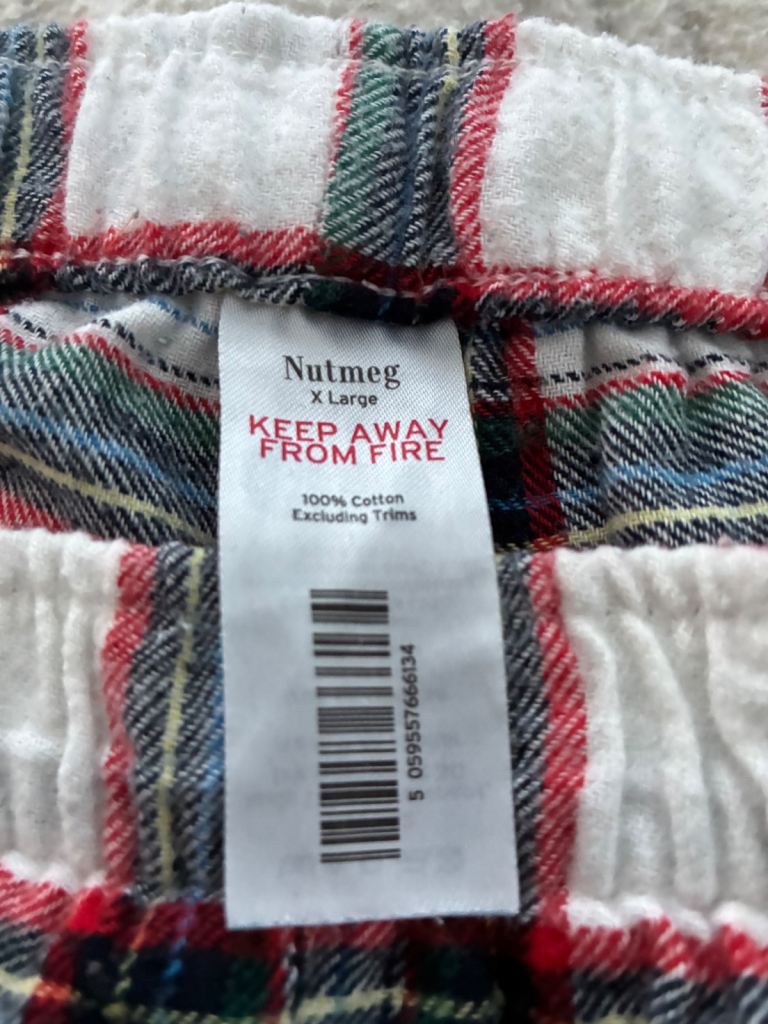 Nutmeg
X Large
KEEP AWAY
FROM FIRE
100% Cotton
Excluding Trims
5 059557666134